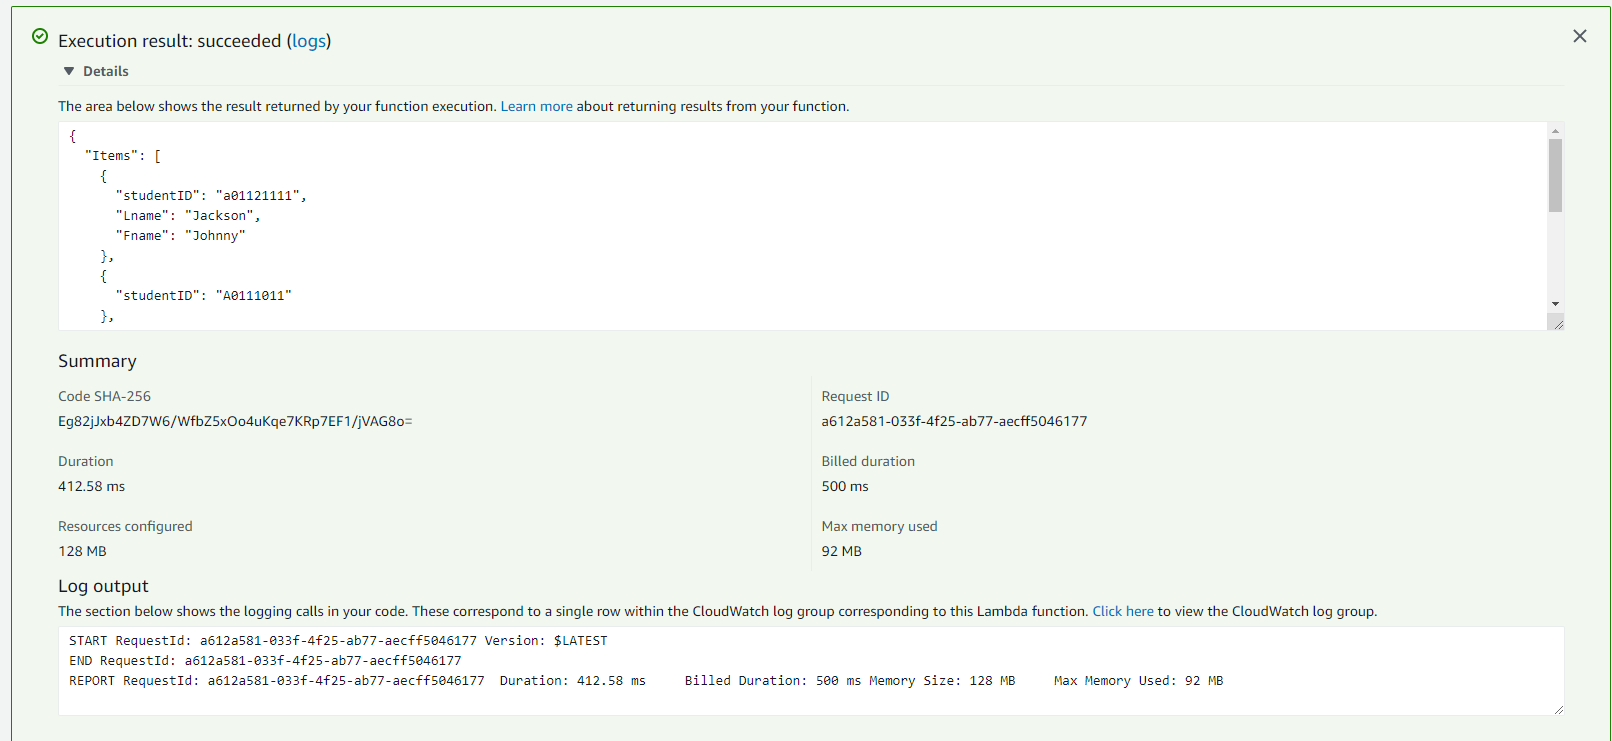 Execution result: succeeded (logs)
Details
The area below shows the result returned by your function execution. Learn more about returning results from your function.
{
"Items": [
{
"studentID": "a01121111",
"Lname": "Jackson",
"Fname": "Johnny"
},
{
"studentID": "A0111011"
},
Summary
Code SHA-256
Eg82jJxb4ZD7W6/WfbZ5xOo4uKqe7KRp7EF1/jVAG8o=
Request ID
a612a581-033f-4f25-ab77-aecff5046177
Duration
412.58 ms
Billed duration
500 ms
Resources configured
128 MB
Max memory used
92 MB
Log output
The section below shows the logging calls in your code. These correspond to a single row within the CloudWatch log group corresponding to this Lambda function. Click here to view the CloudWatch log group.
START RequestId: a612a581-033f-4f25-ab77-aecff5046177 Version: $LATEST
END RequestId: a612a581-033f-4f25-ab77-aecff5046177
REPORT RequestId: a612a581-033f-4f25-ab77-aecff5046177 Duration: 412.58 ms Billed Duration: 500 ms Memory Size: 128 MB Max Memory Used: 92 MB